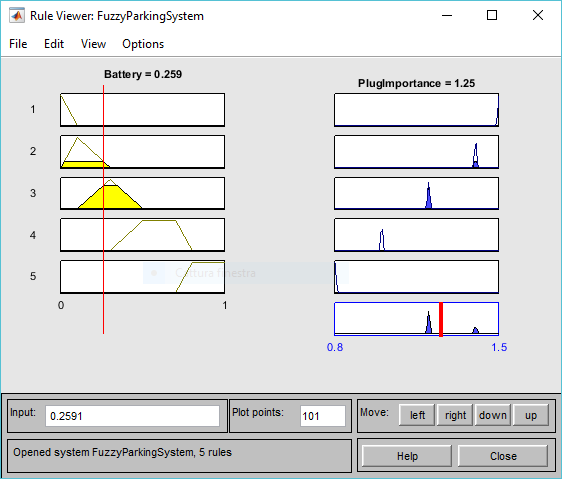 Rule Viewer: FuzzyParkingSystem
File Edit View Options
Battery = 0.259
PlugImportance = 1.25
1
2
3
4
5
Cattura finestra
0 1
0.8 1.5
Input: 0.2591 Plot points: 101 Move: left right down up
Opened system FuzzyParkingSystem, 5 rules
Help Close